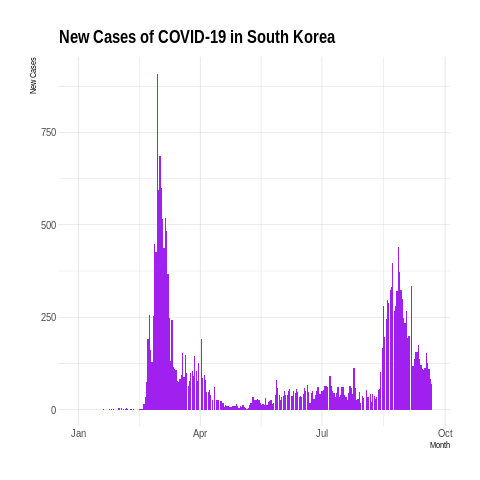 New Cases of COVID-19 in South Korea
New Cases
750
500
250
0
Jan Apr Jul Oct
Month